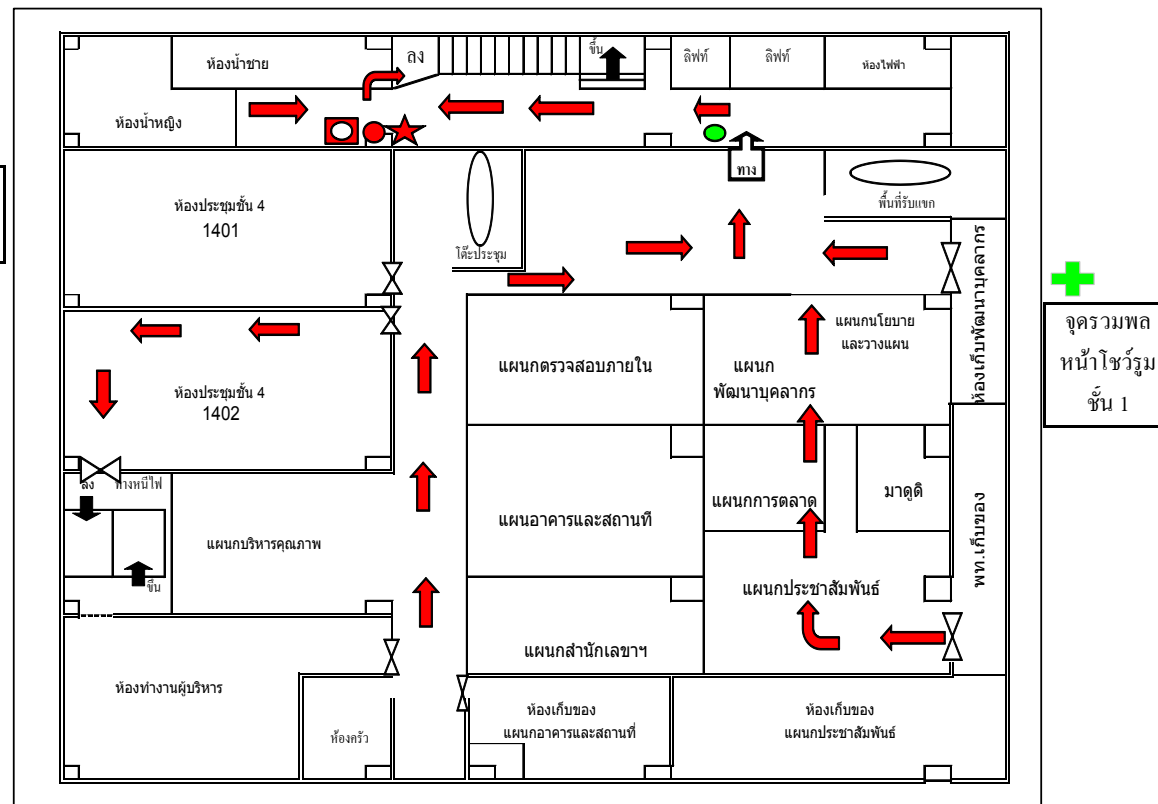 ห้องน้ำชาย
ลง
ขึ้น
ลิฟท์
ลิฟท์
ห้องไฟฟ้า
ห้องน้ำหญิง
ทาง
พื้นที่รับแขก
ห้องประชุมชั้น 4
1401
โต๊ะประชุม
ห้องเก็บพัฒนาบุคลากร
แผนกนโยบาย
และวางแผน
จุดรวมพล
หน้าโชว์รูม
ชั้น 1
แผนกตรวจสอบภายใน
แผนก
พัฒนาบุคลากร
ห้องประชุมชั้น 4
1402
ลง
ทางหนีไฟ
แผนกบริหารคุณภาพ
ขึ้น
แผนอาคารและสถานที่
แผนกการตลาด
มาดูดิ
พท.เก็บของ
แผนกประชาสัมพันธ์
แผนกสำนักเลขาฯ
ห้องทำงานผู้บริหาร
ห้องครัว
ห้องเก็บของ
แผนกอาคารและสถานที่
ห้องเก็บของ
แผนกประชาสัมพันธ์